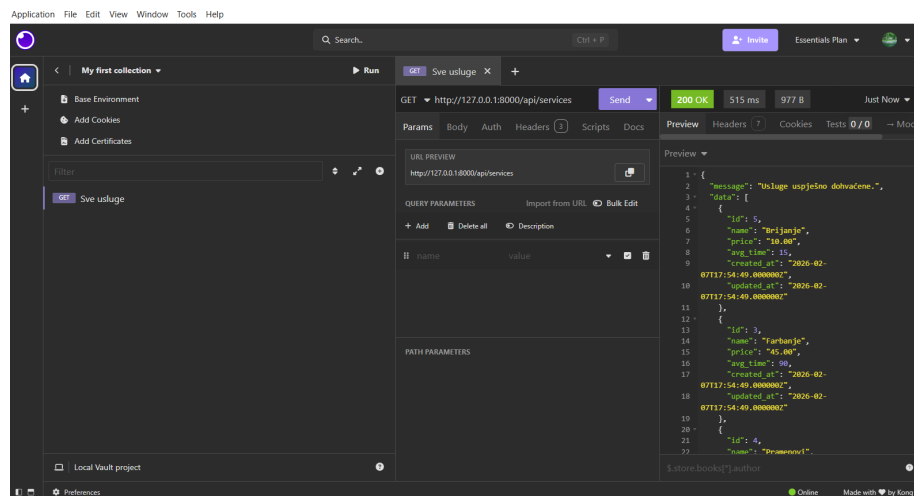 Application File Edit View Window Tools Help
Search.. Ctrl + P
Invite Essentials Plan
My first collection Run
GET Sve usluge
Base Environment
Add Cookies
Add Certificates
Filter
GET Sve usluge
GET http://127.0.0.1:8000/api/services Send
Params Body Auth Headers 3 Scripts Docs
URL PREVIEW
http://127.0.0.1:8000/api/services
QUERY PARAMETERS Import from URL Bulk Edit
Add Delete all Description
name value
PATH PARAMETERS
200 OK 515 ms 977 B Just Now
Preview Headers 7 Cookies Tests 0 / 0 → Moc
Preview
1 {
2 "message": "Usluge uspješno dohvaćene.",
3 "data": [
4 {
5 "id": 5,
6 "name": "Brijanje",
7 "price": "10.00",
8 "avg_time": 15,
9 "created_at": "2026-02-
07T17:54:49.000000Z",
10 "updated_at": "2026-02-
07T17:54:49.000000Z"
11 },
12 {
13 "id": 3,
14 "name": "Farbanje",
15 "price": "45.00",
16 "avg_time": 90,
17 "created_at": "2026-02-
07T17:54:49.000000Z",
18 "updated_at": "2026-02-
07T17:54:49.000000Z"
19 },
20 {
21 "id": 4,
22 "name": "Pramenovi",
$.store.books[*].author
Local Vault project
Preferences
Online Made with ♥ by Kong